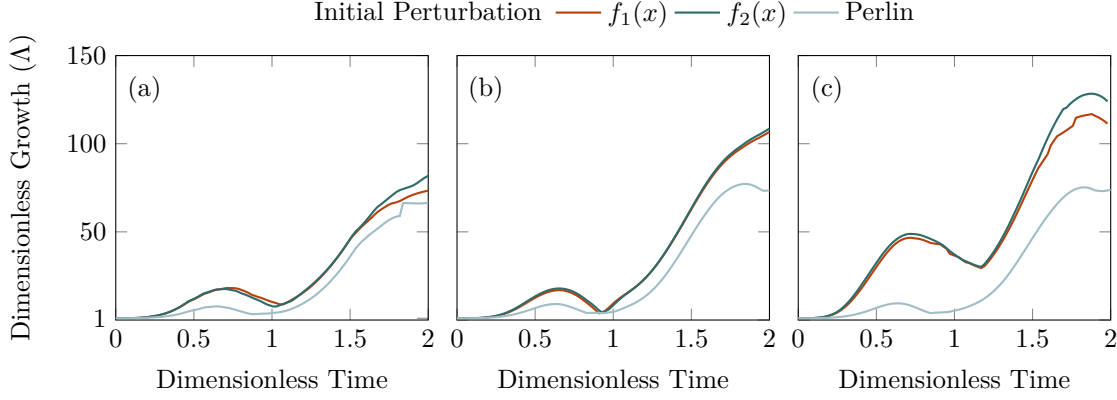 Initial Perturbation f₁(x) f₂(x) Perlin
Dimensionless Growth (Λ)
150
100
50
1
(a)
0 0.5 1 1.5 2
Dimensionless Time
(b)
0 0.5 1 1.5 2
Dimensionless Time
(c)
0 0.5 1 1.5 2
Dimensionless Time